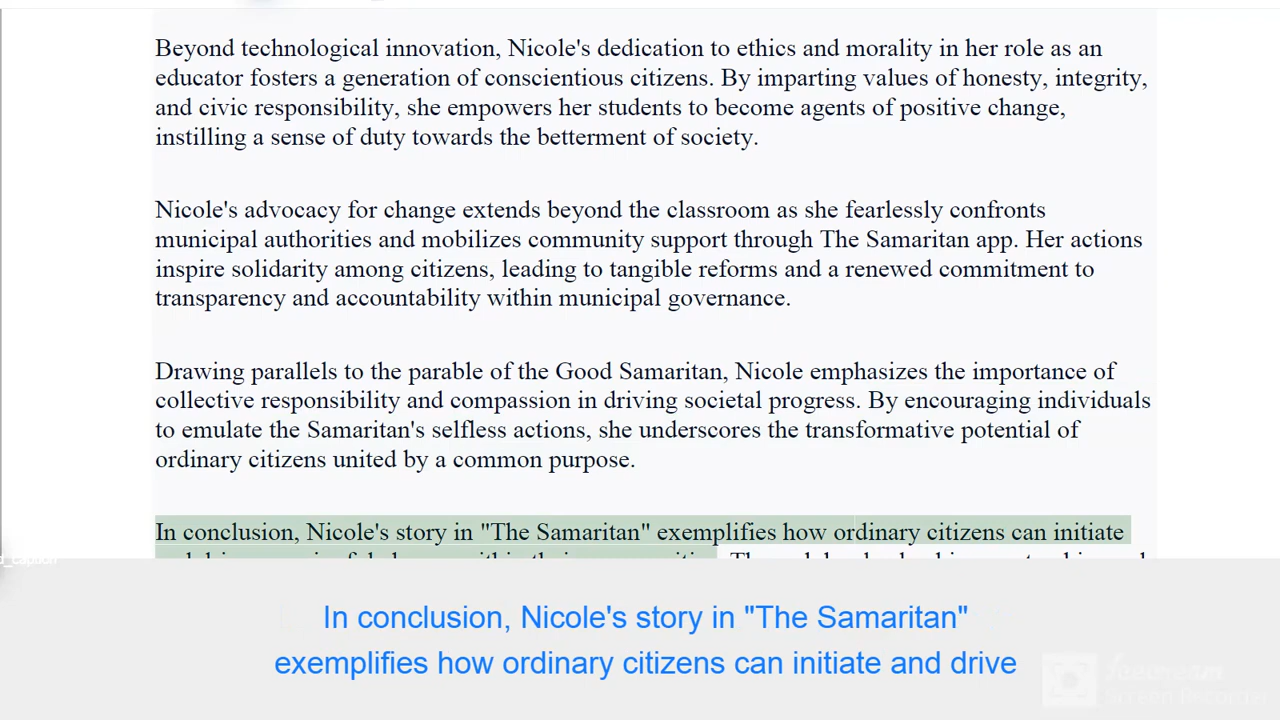 Beyond technological innovation, Nicole's dedication to ethics and morality in her role as an
educator fosters a generation of conscientious citizens. By imparting values of honesty, integrity,
and civic responsibility, she empowers her students to become agents of positive change,
instilling a sense of duty towards the betterment of society.
Nicole's advocacy for change extends beyond the classroom as she fearlessly confronts
municipal authorities and mobilizes community support through The Samaritan app. Her actions
inspire solidarity among citizens, leading to tangible reforms and a renewed commitment to
transparency and accountability within municipal governance.
Drawing parallels to the parable of the Good Samaritan, Nicole emphasizes the importance of
collective responsibility and compassion in driving societal progress. By encouraging individuals
to emulate the Samaritan's selfless actions, she underscores the transformative potential of
ordinary citizens united by a common purpose.
In conclusion, Nicole's story in "The Samaritan" exemplifies how ordinary citizens can initiate
d_caption
In conclusion, Nicole's story in "The Samaritan"
exemplifies how ordinary citizens can initiate and drive
Icecream
Screen Recorder